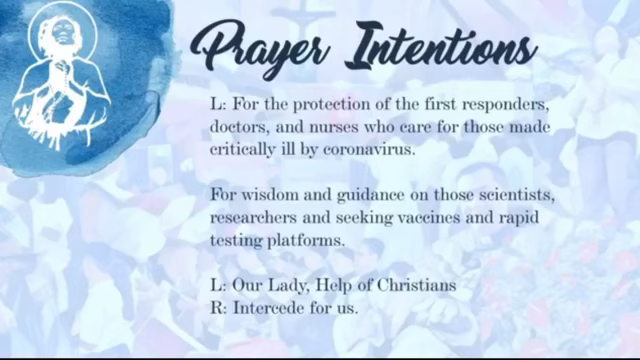 Prayer Intentions
L: For the protection of the first responders,
doctors, and nurses who care for those made
critically ill by coronavirus.
For wisdom and guidance on those scientists,
researchers and seeking vaccines and rapid
testing platforms.
L: Our Lady, Help of Christians
R: Intercede for us.